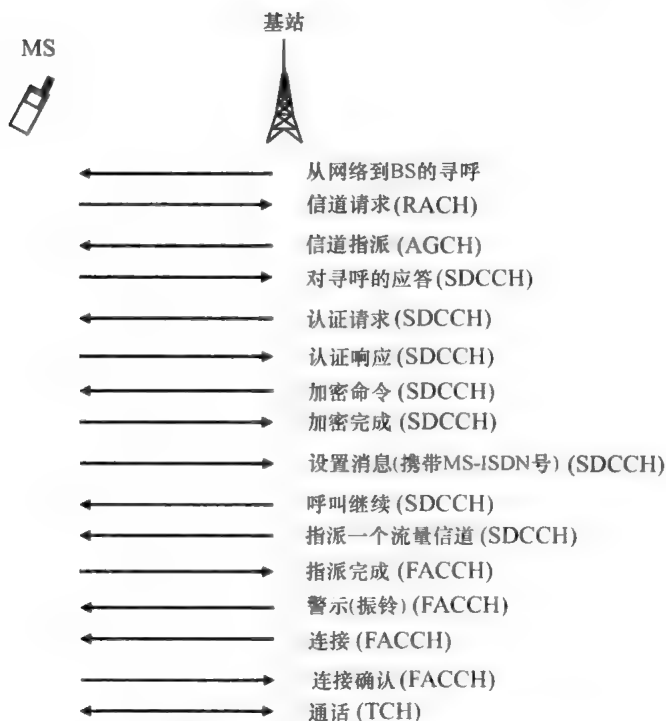 基站
MS
从网络到BS的寻呼
信道请求(RACH)
信道指派(AGCH)
对寻呼的应答(SDCCH)
认证请求(SDCCH)
认证响应(SDCCH)
加密命令(SDCCH)
加密完成(SDCCH)
设置消息(携带MS-ISDN号)(SDCCH)
呼叫继续(SDCCH)
指派一个流量信道(SDCCH)
指派完成(FACCH)
警示(振铃)(FACCH)
连接(FACCH)
连接确认(FACCH)
通话(TCH)